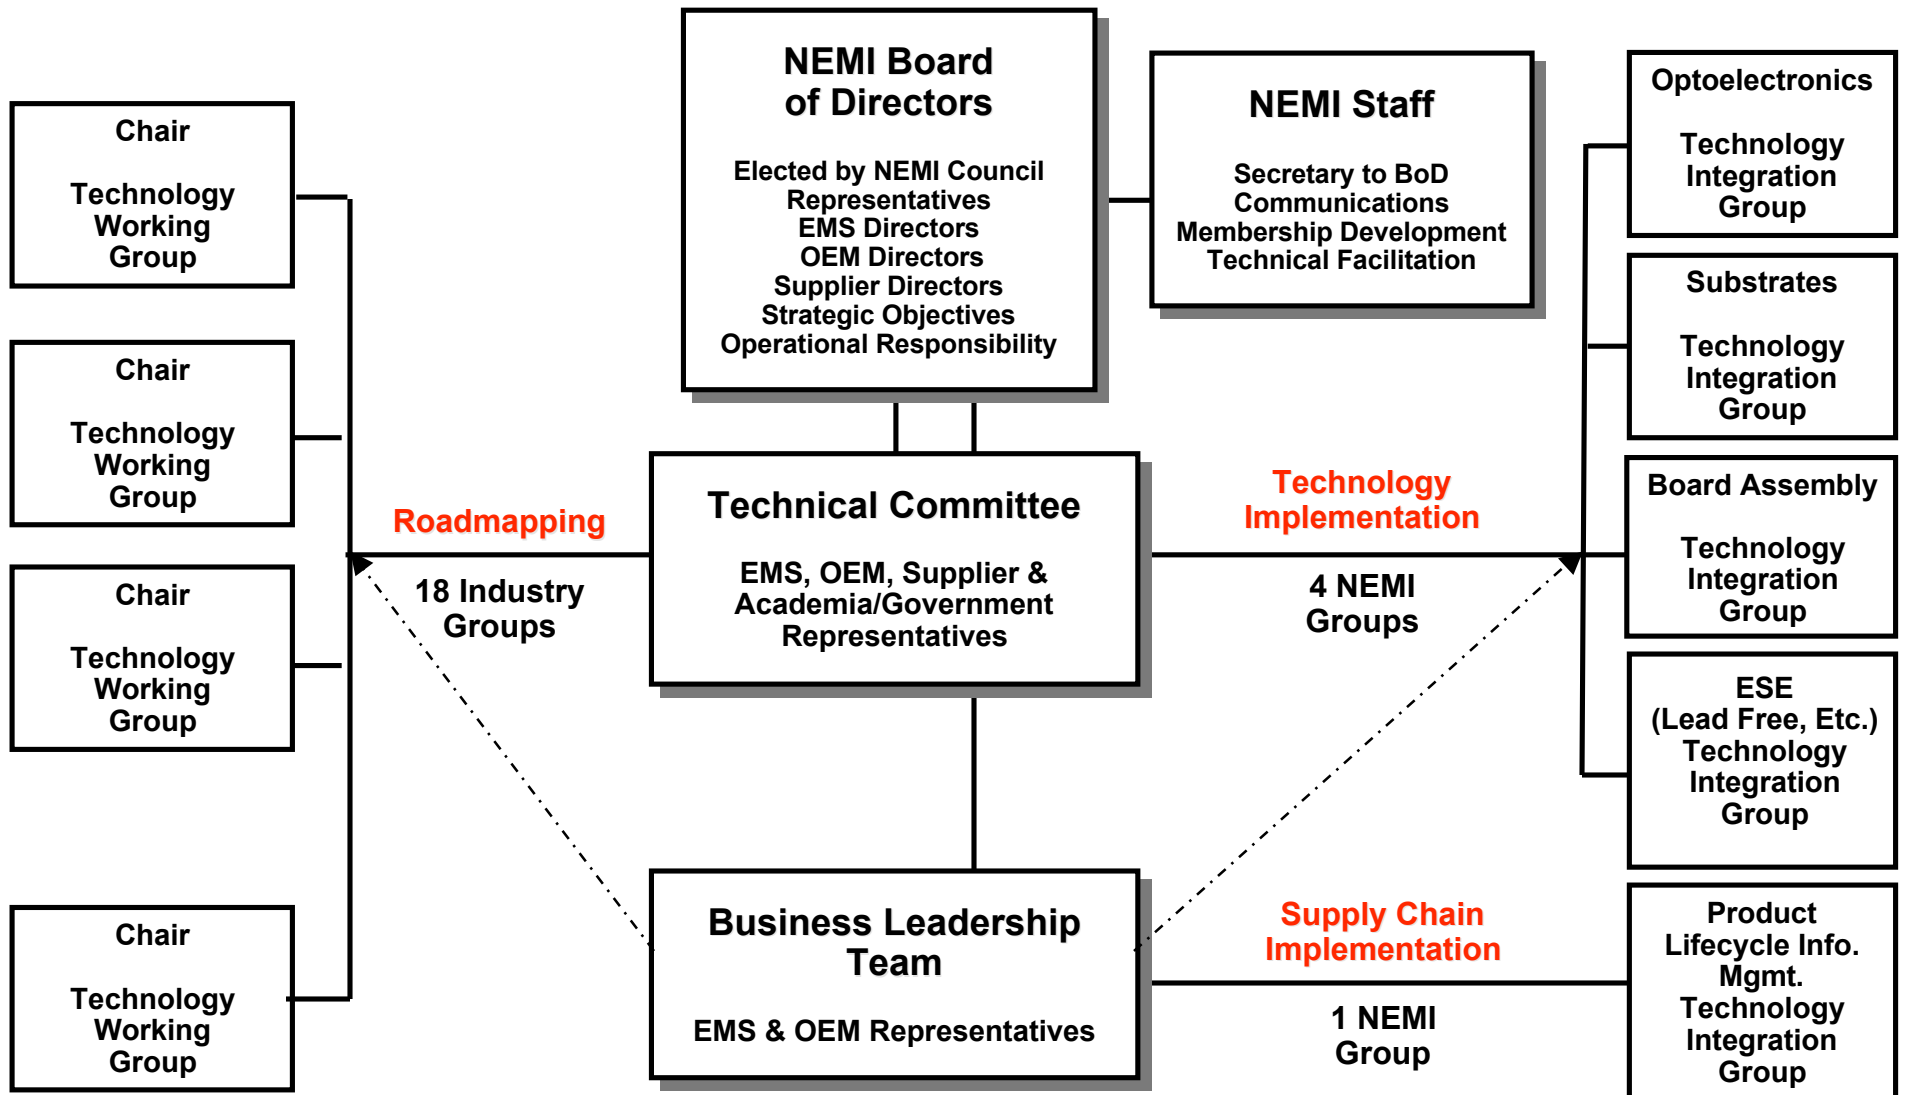 NEMI Board
of Directors
Elected by NEMI Council
Representatives
EMS Directors
OEM Directors
Supplier Directors
Strategic Objectives
Operational Responsibility
NEMI Staff
Secretary to BoD
Communications
Membership Development
Technical Facilitation
Chair
Technology
Working
Group
Chair
Technology
Working
Group
Chair
Technology
Working
Group
Chair
Technology
Working
Group
Roadmapping
18 Industry
Groups
Technical Committee
EMS, OEM, Supplier &
Academia/Government
Representatives
Technology
Implementation
4 NEMI
Groups
Business Leadership
Team
EMS & OEM Representatives
Supply Chain
Implementation
1 NEMI
Group
Optoelectronics
Technology
Integration
Group
Substrates
Technology
Integration
Group
Board Assembly
Technology
Integration
Group
ESE
(Lead Free, Etc.)
Technology
Integration
Group
Product
Lifecycle Info.
Mgmt.
Technology
Integration
Group